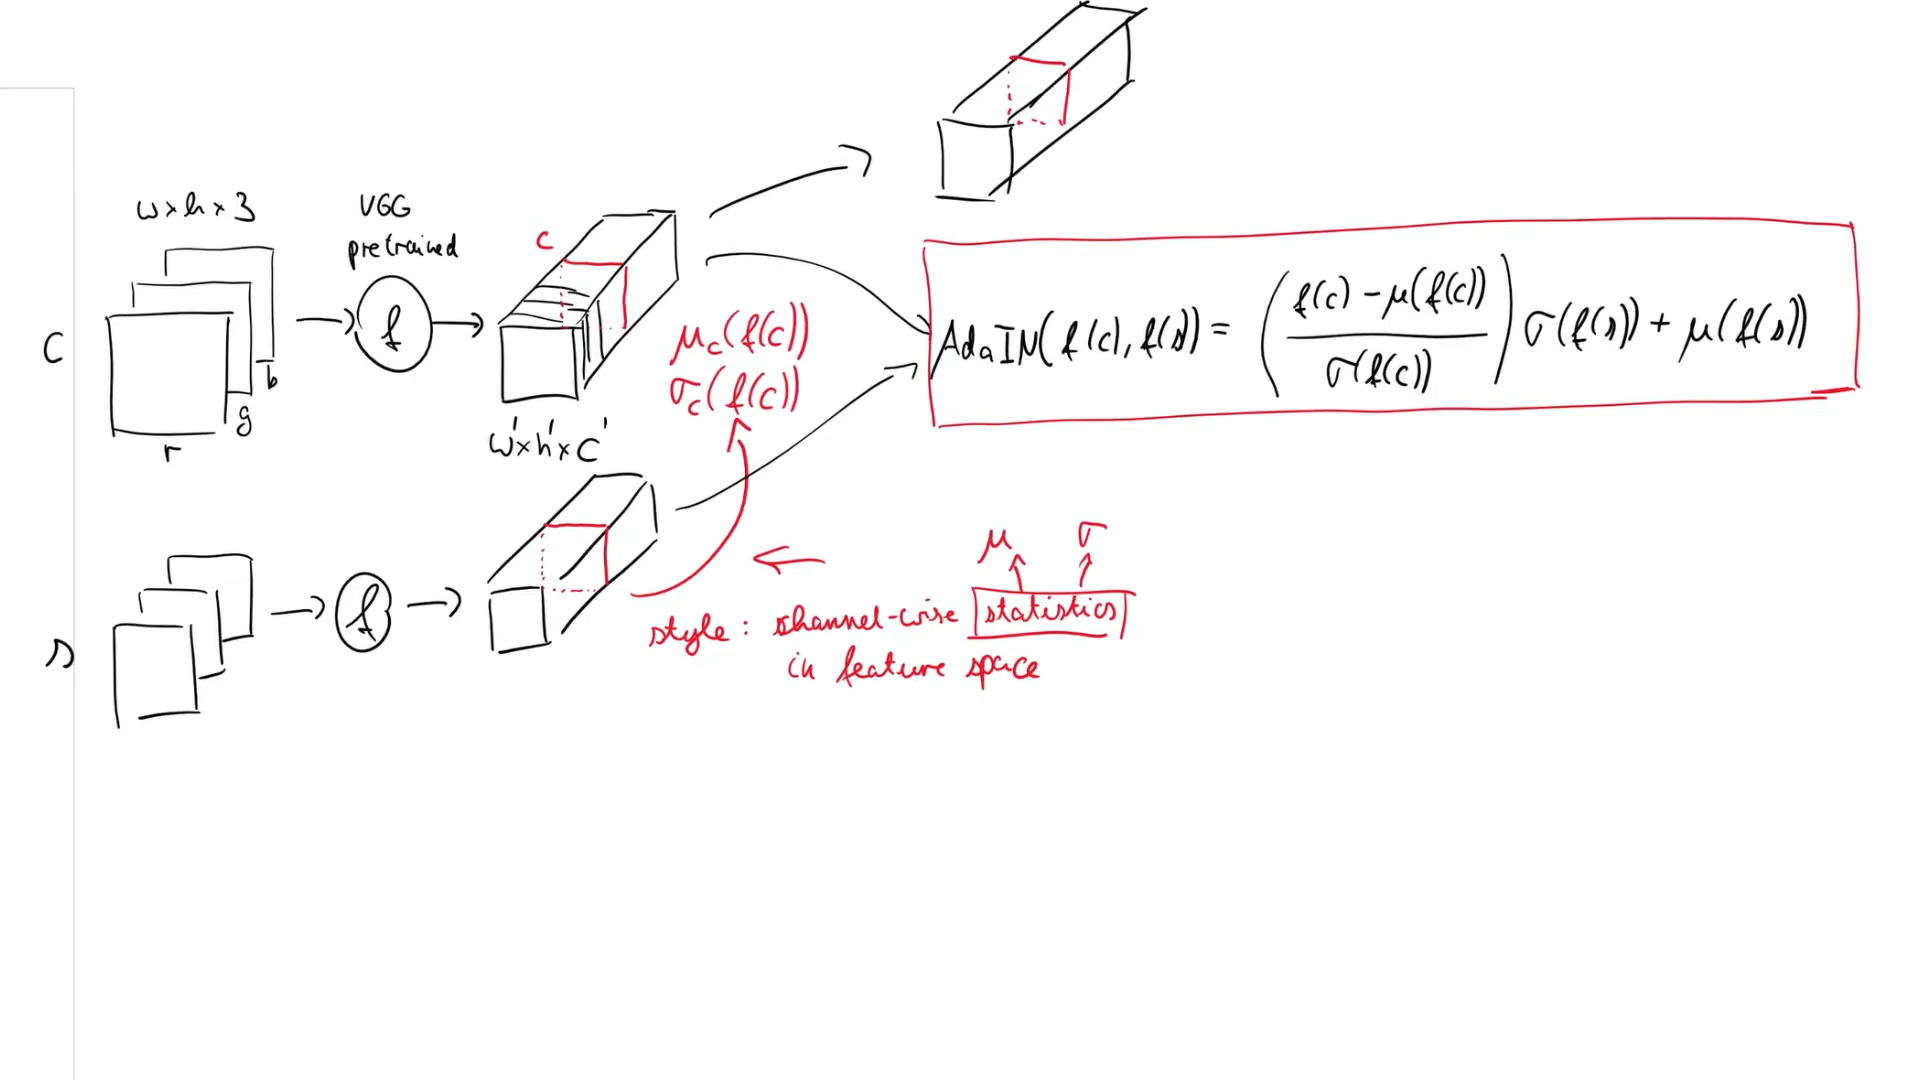 w×h×3
VGG
pretrained
C
b
g
r
f
c
w'×h'×C'
μc(f(c))
σc(f(c))
AdaIN(f(c), f(s)) = ( f(c) - μ(f(c)) / σ(f(c)) ) σ(f(s)) + μ(f(s))
s
f
μ σ
style: channel-wise statistics
in feature space